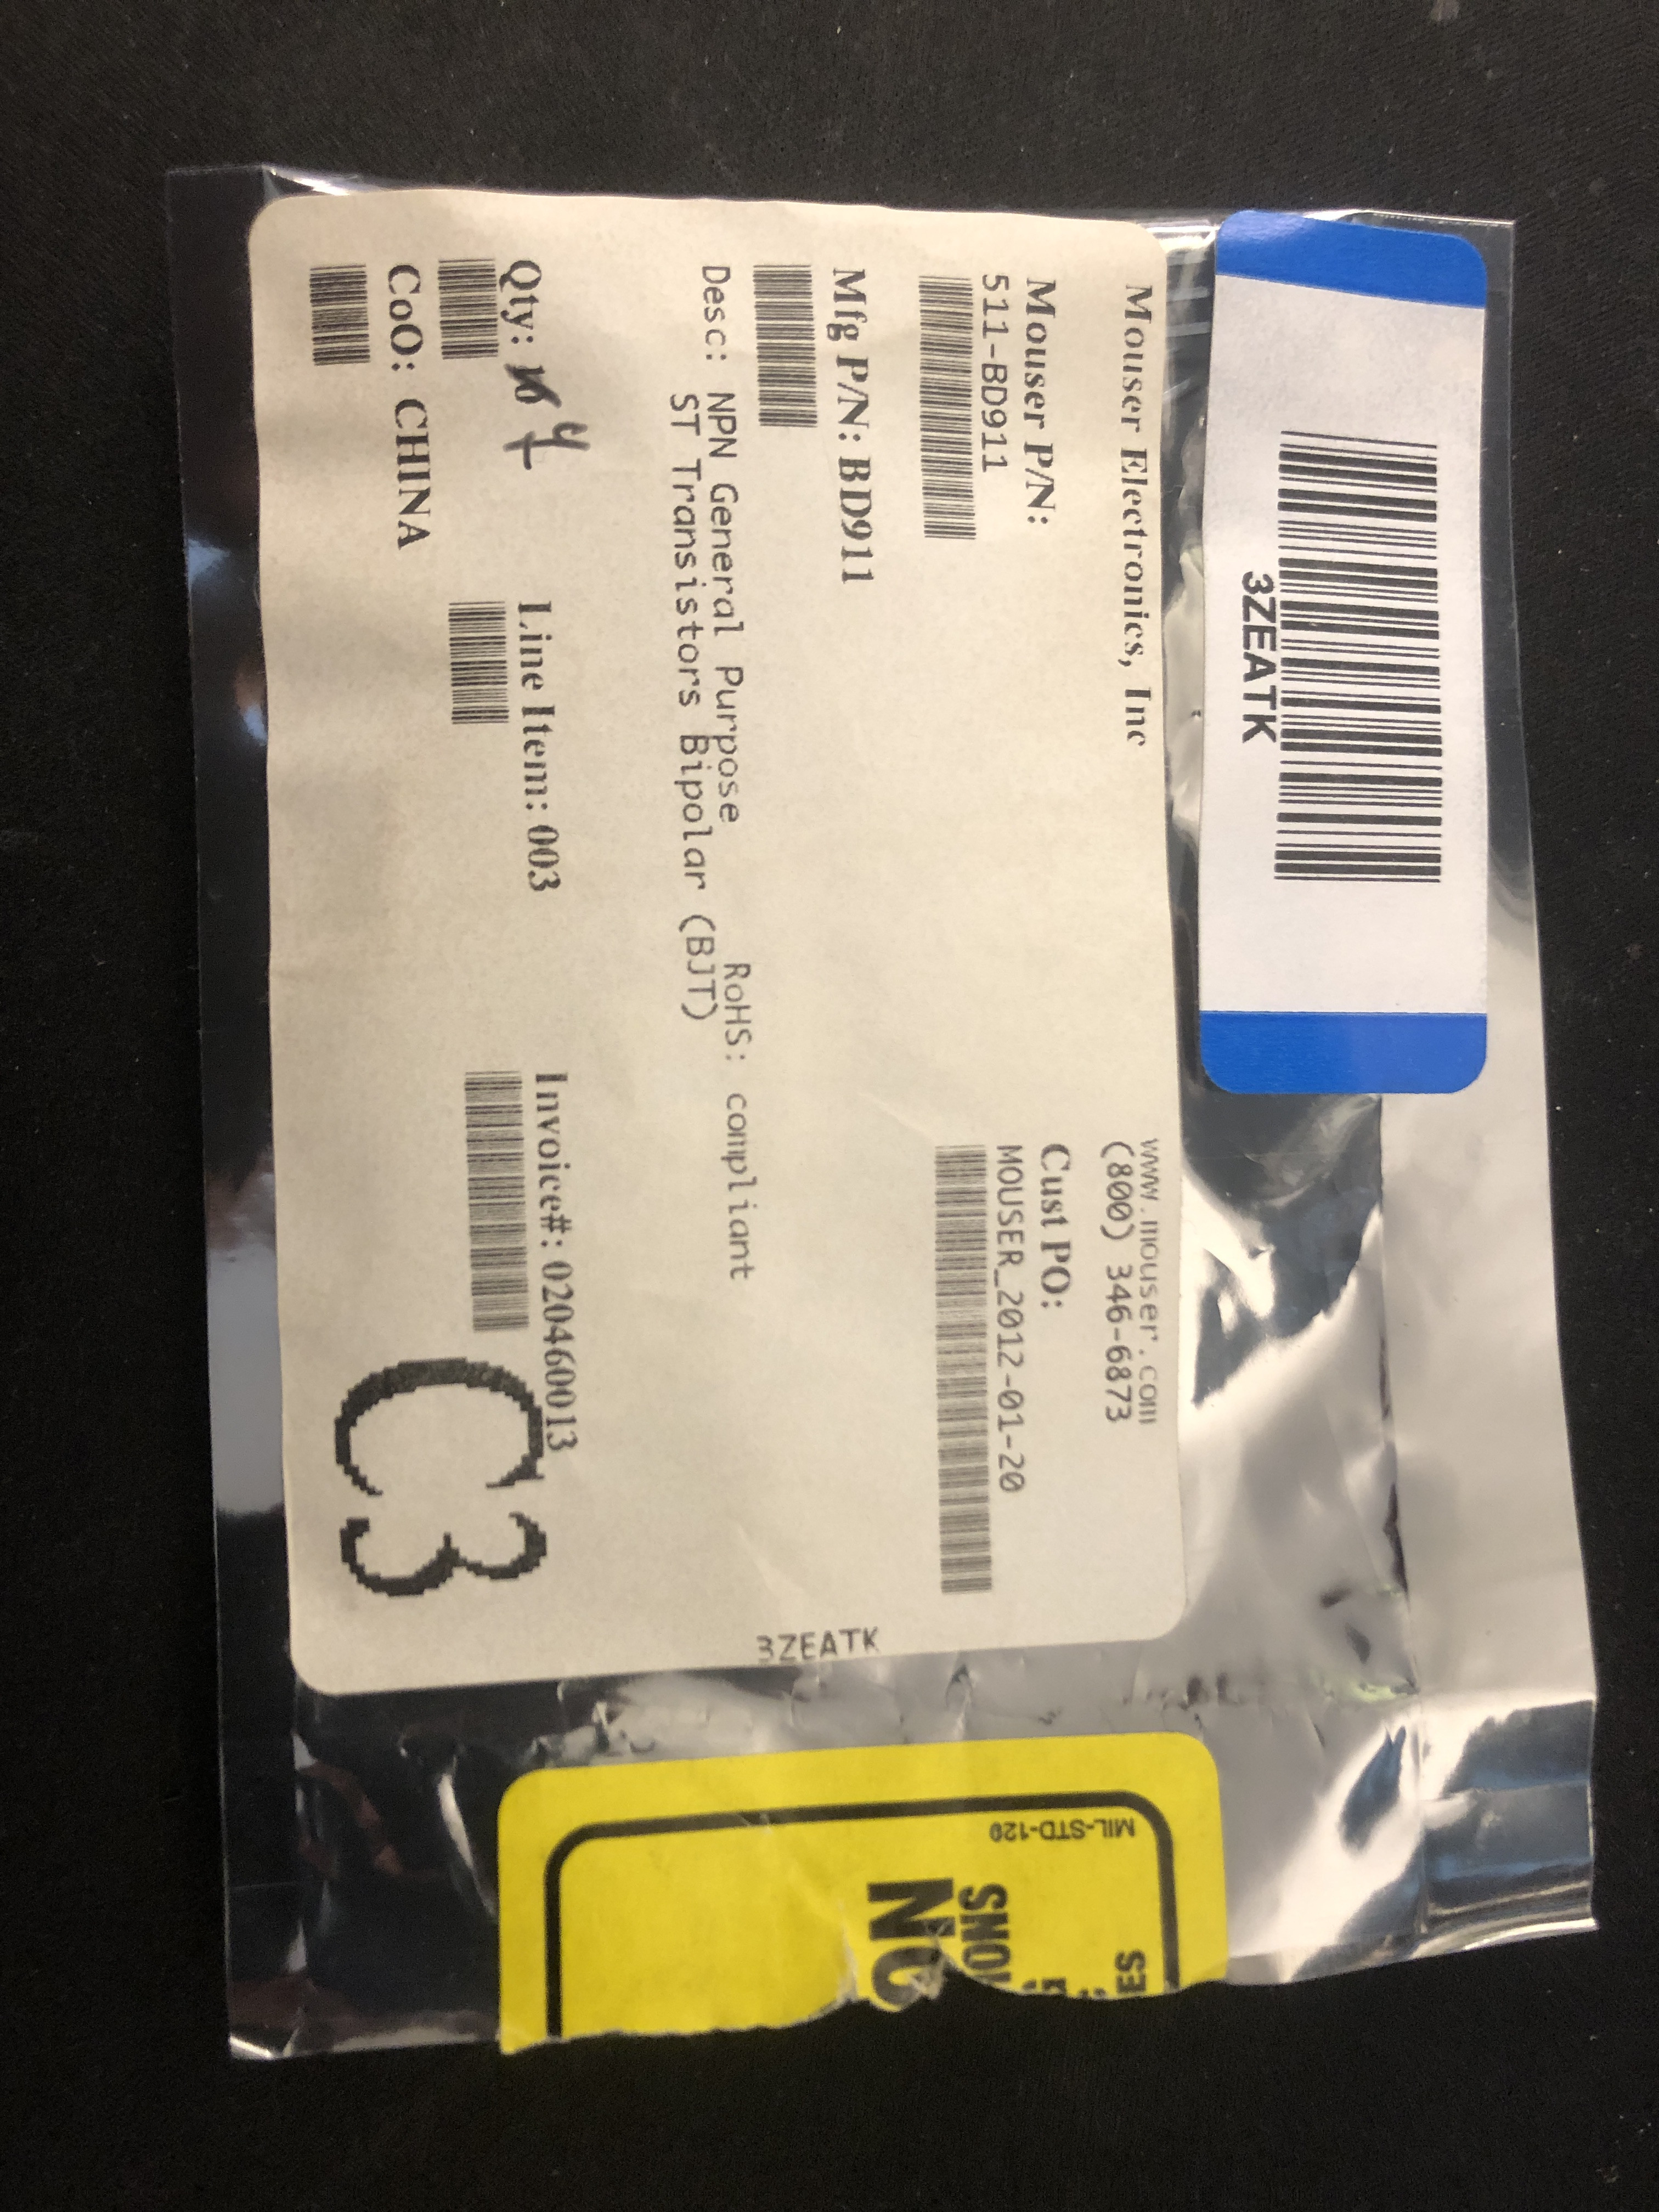 3ZEATK
Mouser Electronics, Inc
www.mouser.com
(800) 346-6873
Mouser P/N:
511-BD911
Cust PO:
MOUSER_2012-01-20
Mfg P/N: BD911
Desc: NPN General Purpose RoHS: compliant
ST Transistors Bipolar (BJT)
Qty: 4
Line Item: 003
Invoice#: 020460013
CoO: CHINA
C3
3ZEATK
MIL-STD-129